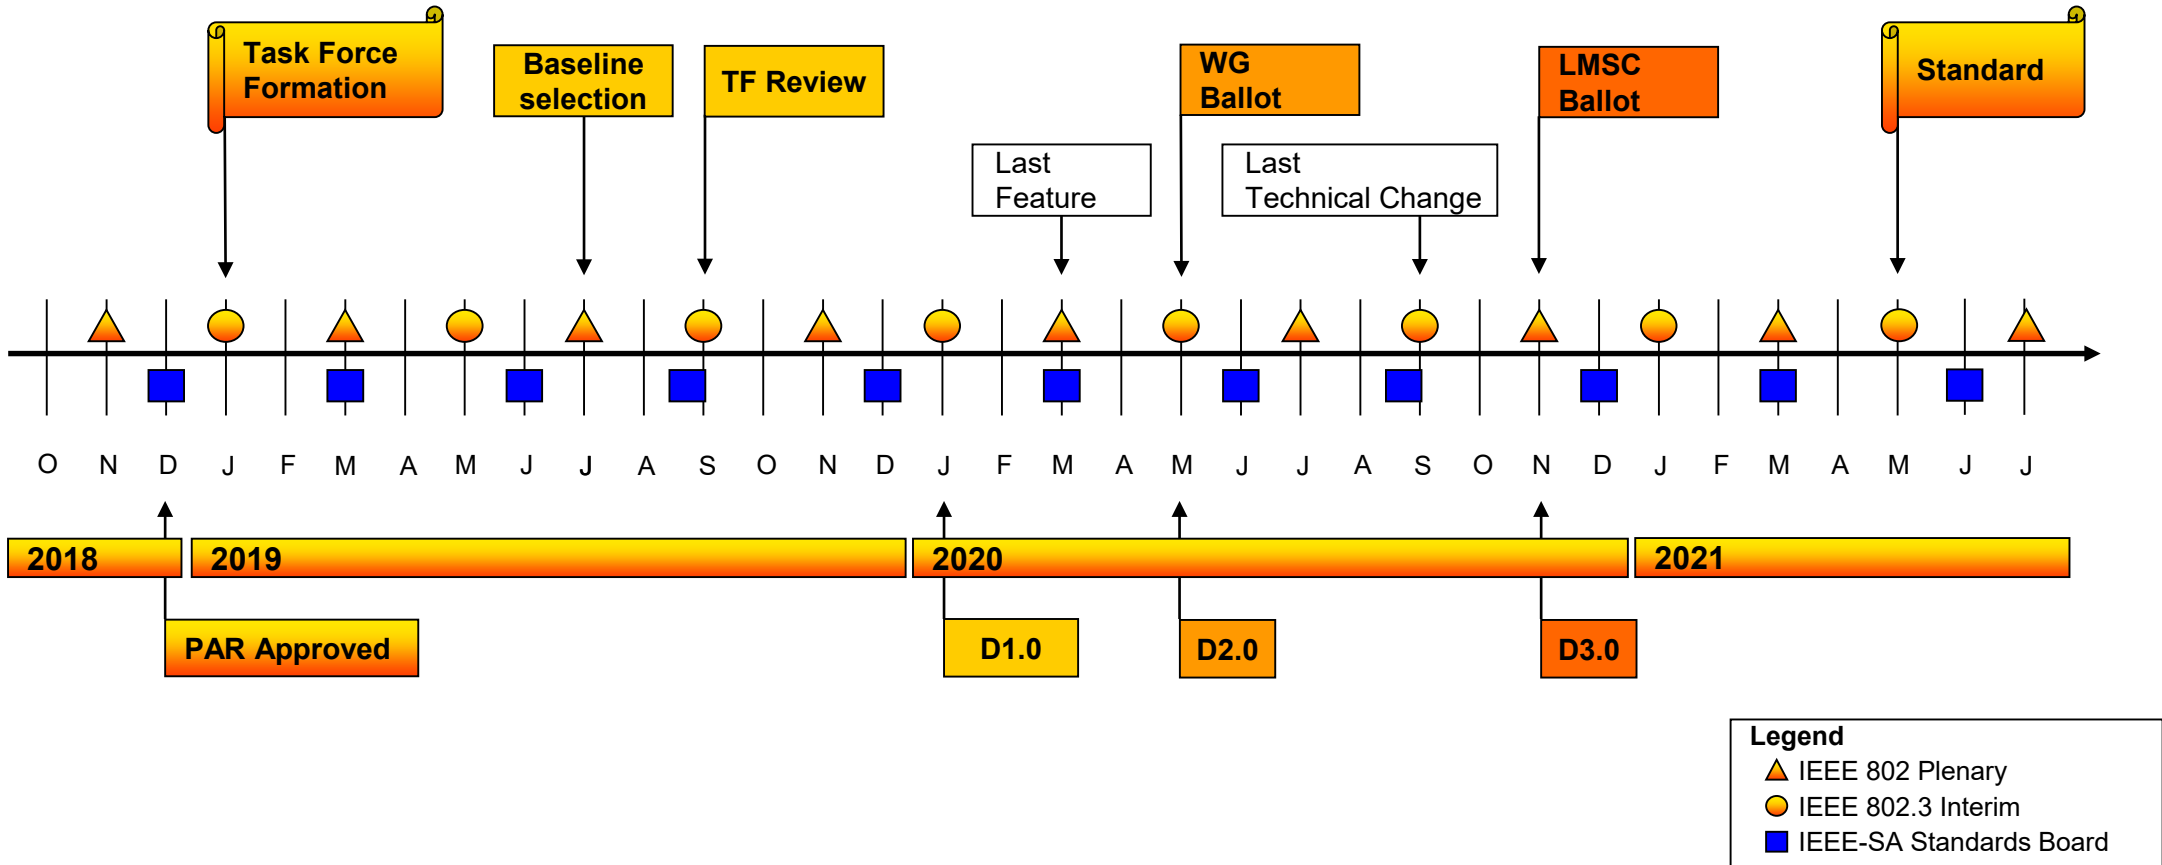 Task Force
Formation
Baseline
selection
TF Review
WG
Ballot
LMSC
Ballot
Standard
Last
Feature
Last
Technical Change
O N D J F M A M J J A S O N D J F M A M J J A S O N D J F M A M J J
2018 2019 2020 2021
PAR Approved
D1.0
D2.0
D3.0
Legend
IEEE 802 Plenary
IEEE 802.3 Interim
IEEE-SA Standards Board